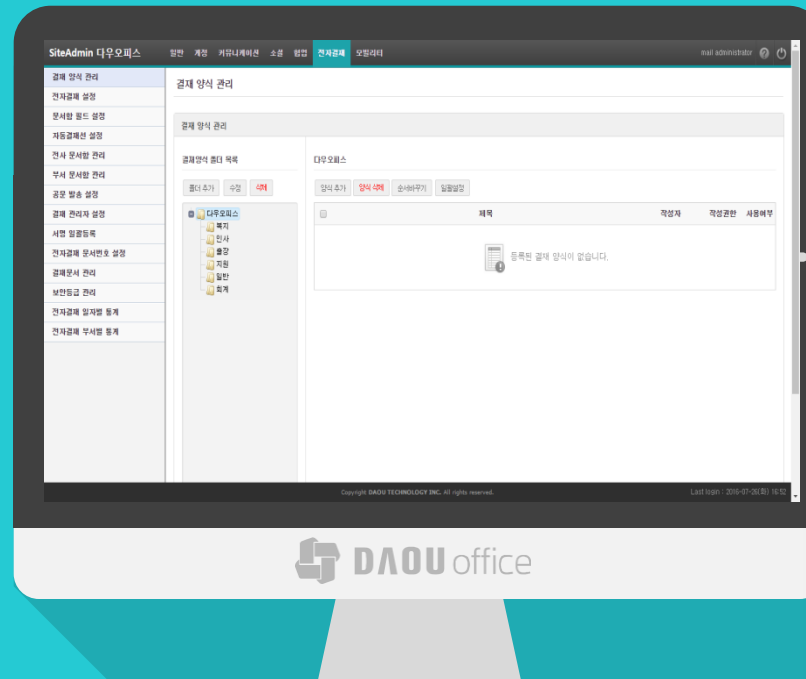 SiteAdmin 다우오피스 일반 계정 커뮤니케이션 소셜 협업 전자결재 모빌리티 mail administrator
결재 양식 관리
전자결재 설정
문서함 필드 설정
자동결재선 설정
전사 문서함 관리
부서 문서함 관리
공문 발송 설정
결재 관리자 설정
서명 일괄등록
전자결재 문서번호 설정
결재문서 관리
보안등급 관리
전자결재 일자별 통계
전자결재 부서별 통계
결재 양식 관리
결재 양식 관리
결재양식 폴더 목록
폴더 추가 수정 삭제
다우오피스
복지
인사
출장
지원
일반
회계
다우오피스
양식 추가 양식 삭제 순서바꾸기 일괄설정
제목 작성자 작성권한 사용여부
등록된 결재 양식이 없습니다.
Copyright DAOU TECHNOLOGY INC. All rights reserved. Last login : 2016-07-26(화) 16:52
DAOU office